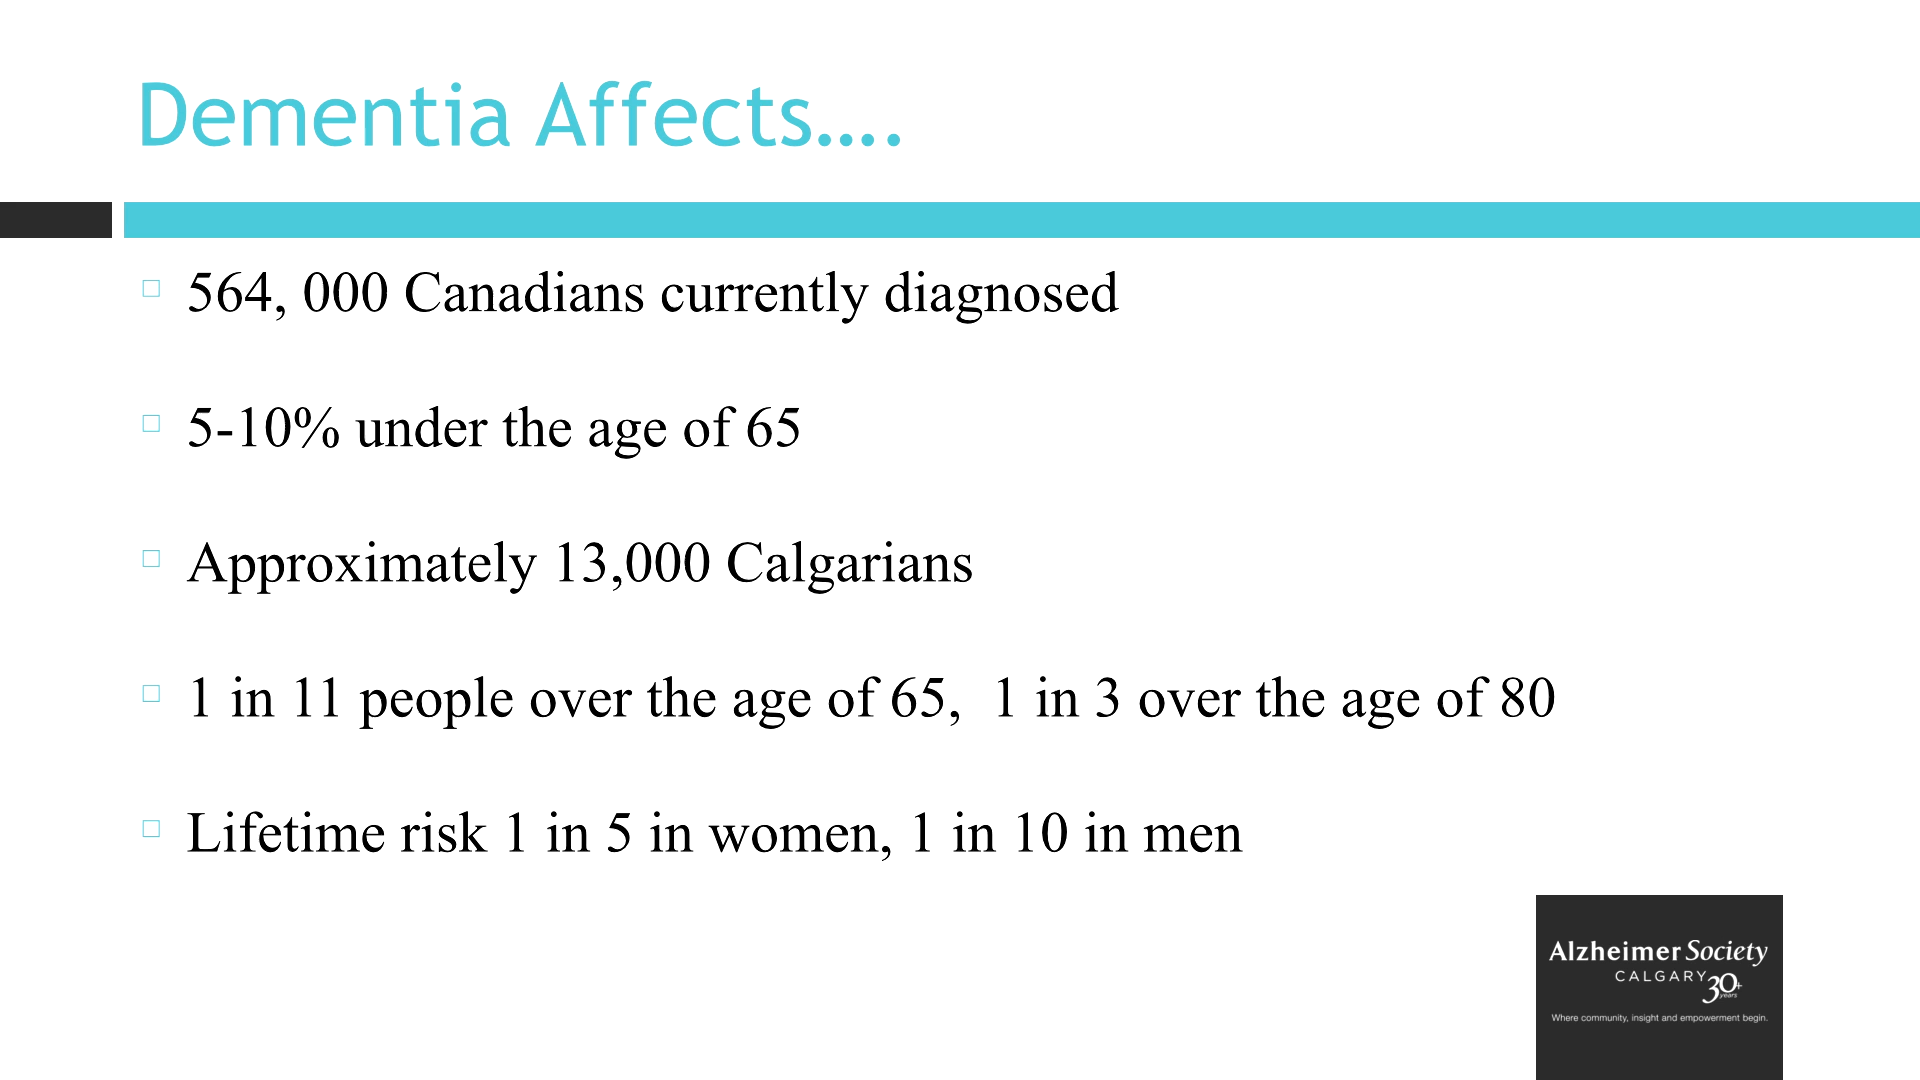 Dementia Affects….
564, 000 Canadians currently diagnosed
5-10% under the age of 65
Approximately 13,000 Calgarians
1 in 11 people over the age of 65,  1 in 3 over the age of 80
Lifetime risk 1 in 5 in women, 1 in 10 in men
Alzheimer Society
CALGARY 30+
years
Where community, insight and empowerment begin.